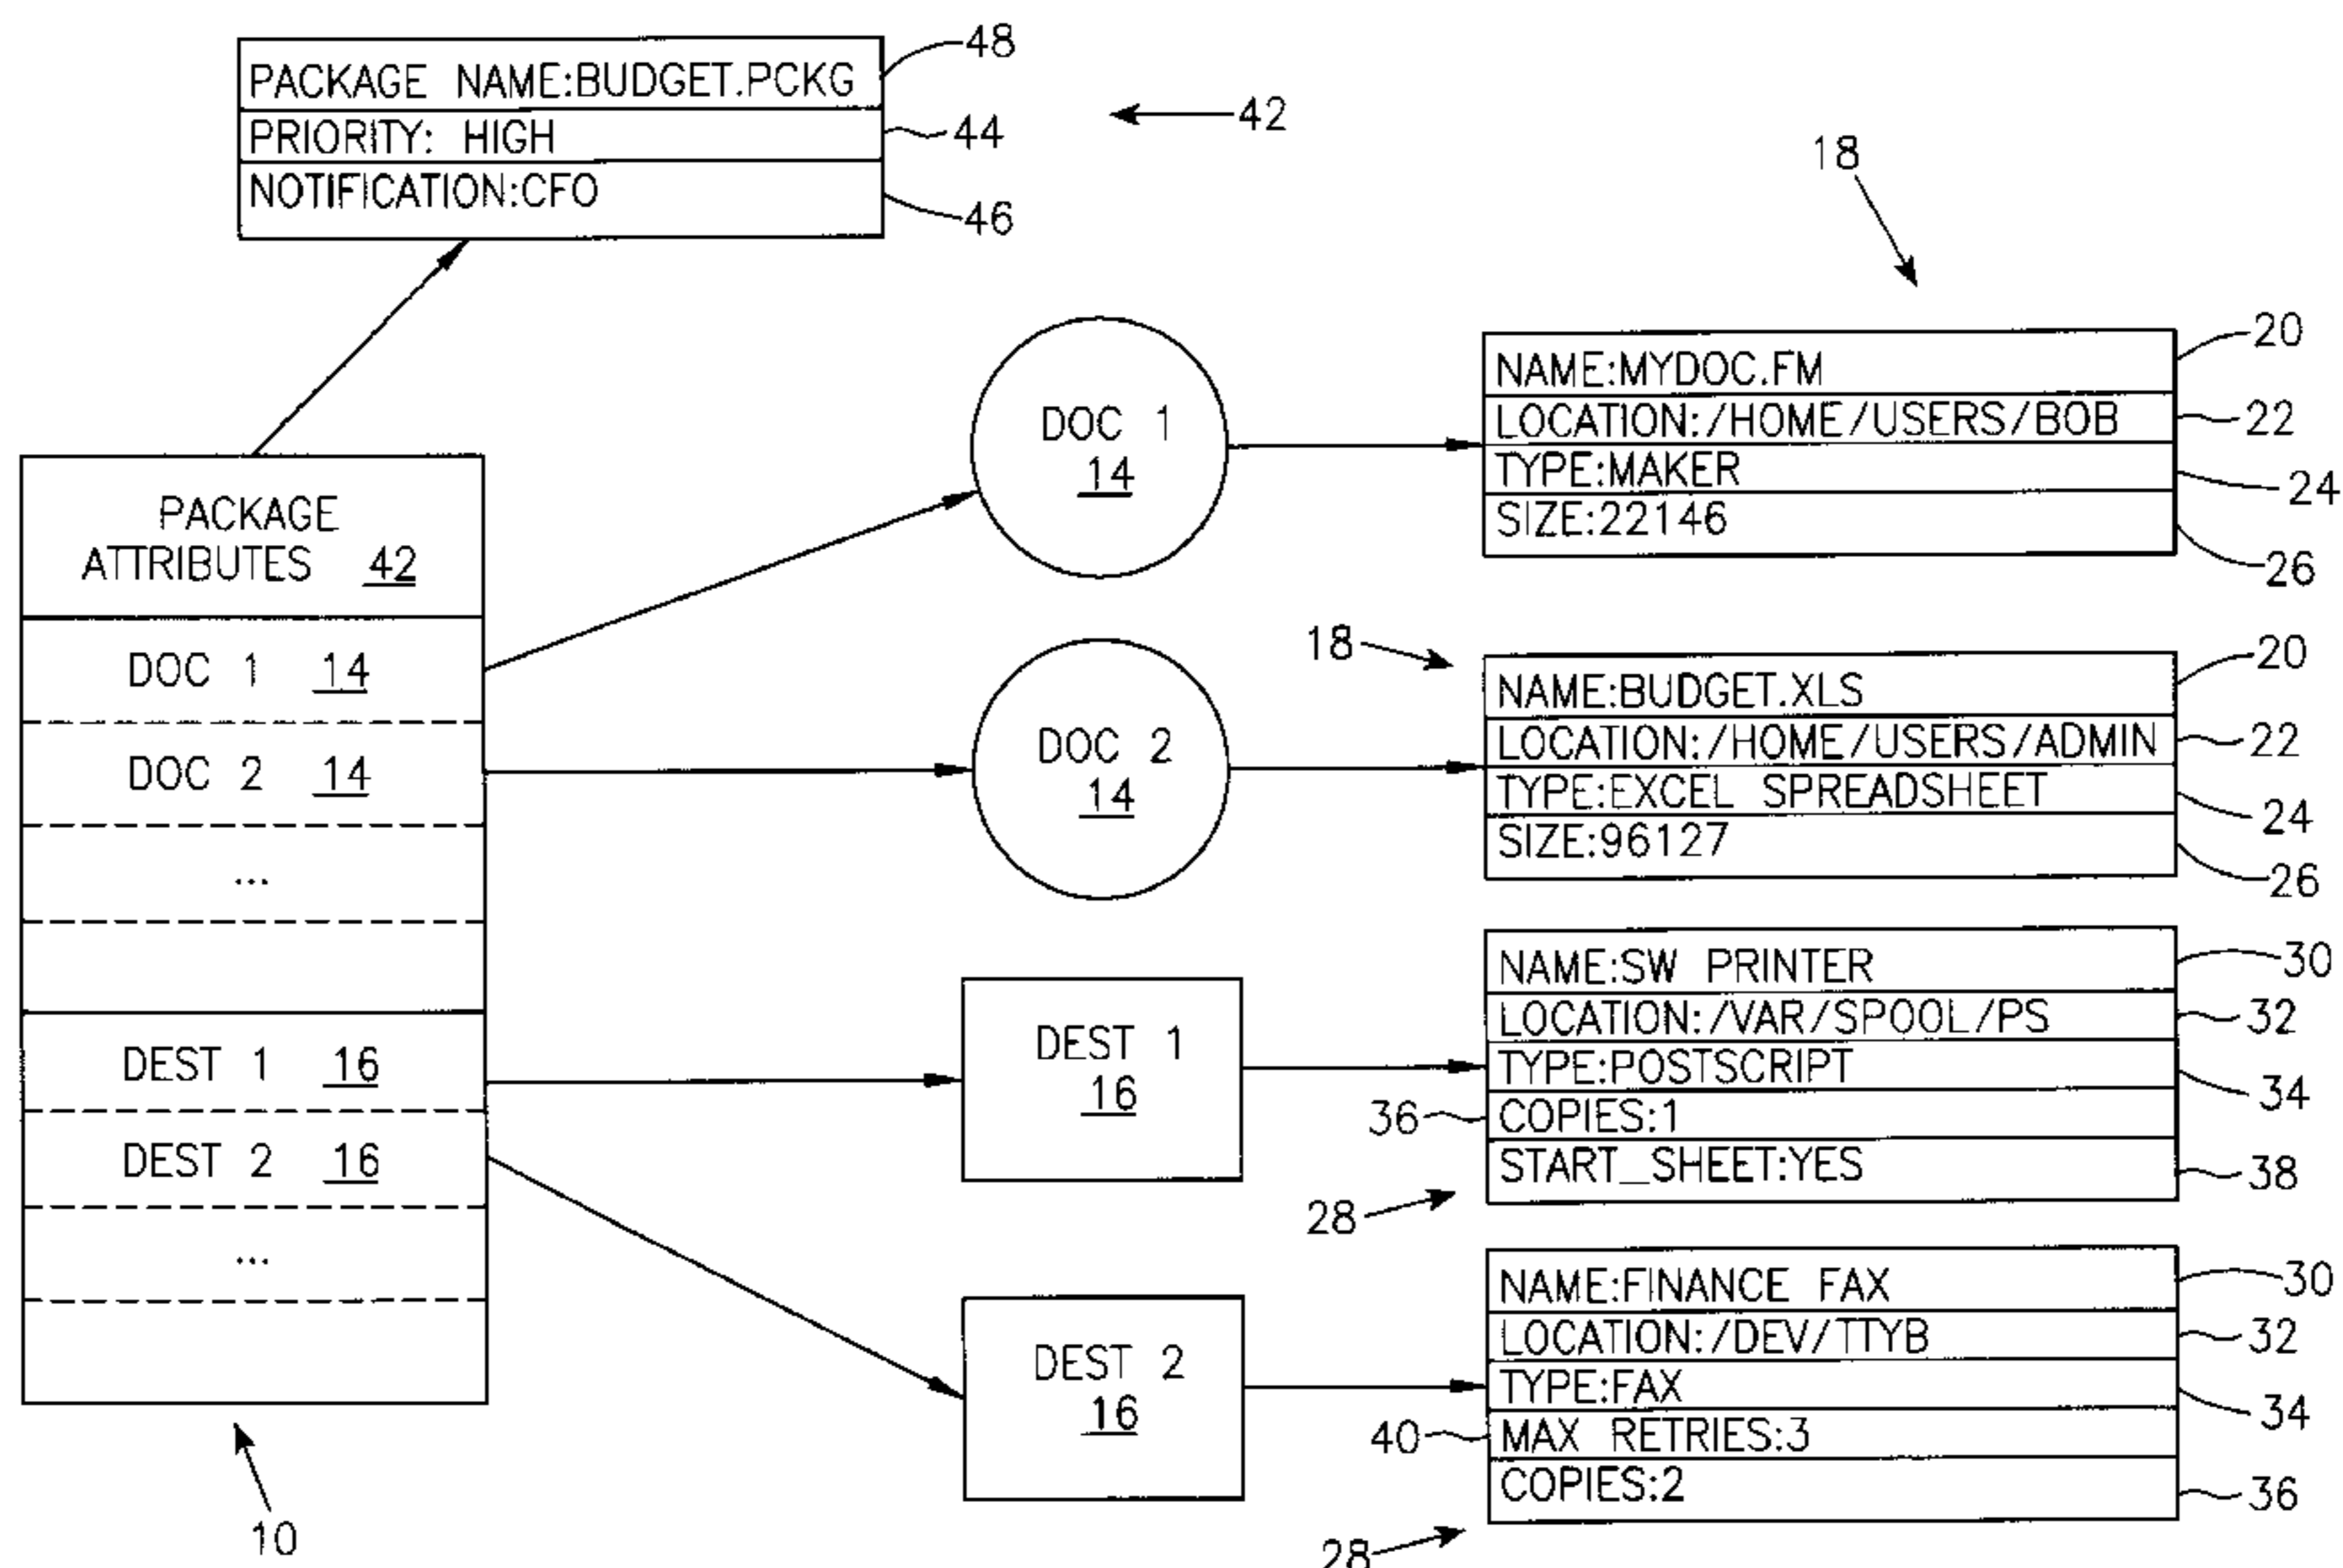 PACKAGE NAME:BUDGET.PCKG
48
PRIORITY: HIGH
44
NOTIFICATION:CFO
46
42
18
PACKAGE
ATTRIBUTES 42
DOC 1 14
DOC 2 14
...
DEST 1 16
DEST 2 16
...
10
DOC 1
14
NAME:MYDOC.FM
20
LOCATION:/HOME/USERS/BOB
22
TYPE:MAKER
24
SIZE:22146
26
DOC 2
14
18
NAME:BUDGET.XLS
20
LOCATION:/HOME/USERS/ADMIN
22
TYPE:EXCEL SPREADSHEET
24
SIZE:96127
26
DEST 1
16
NAME:SW PRINTER
30
LOCATION:/VAR/SPOOL/PS
32
TYPE:POSTSCRIPT
34
36
COPIES:1
START_SHEET:YES
38
28
DEST 2
16
NAME:FINANCE FAX
30
LOCATION:/DEV/TTYB
32
TYPE:FAX
34
40
MAX RETRIES:3
COPIES:2
36
28